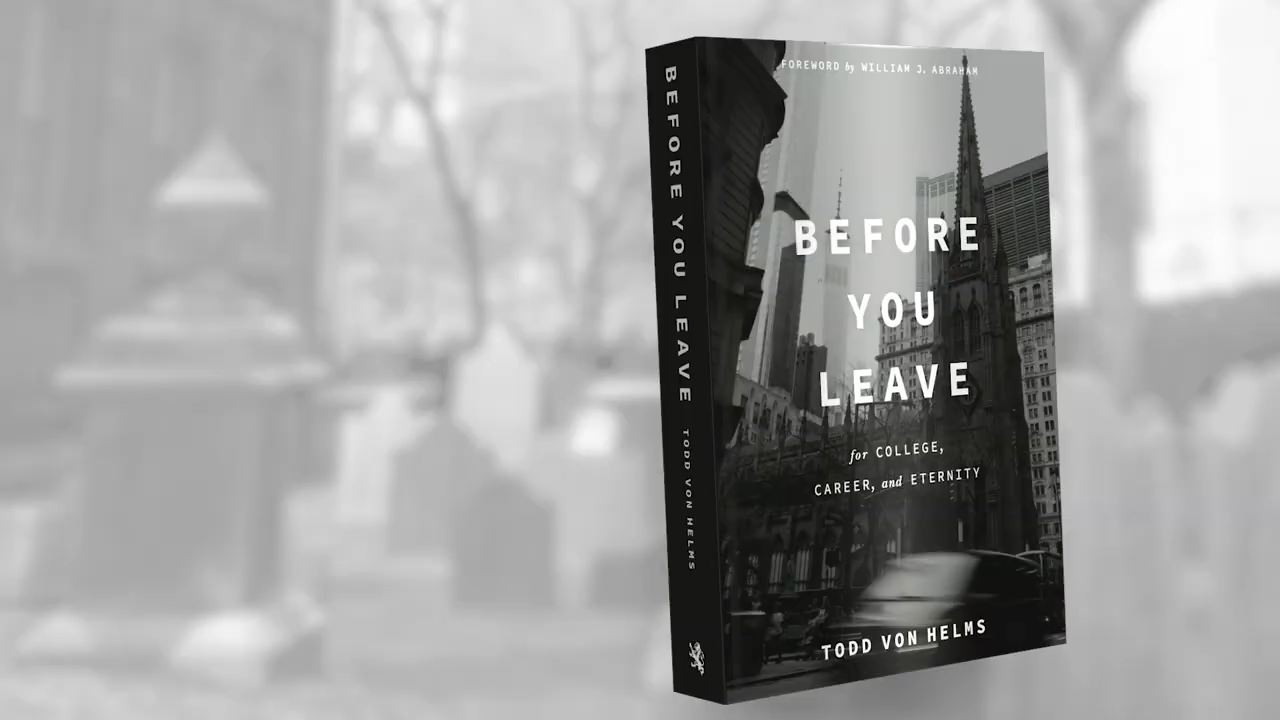 BEFORE YOU LEAVE TODD VON HELMS
FOREWORD by WILLIAM J. ABRAHAM
BEFORE
YOU
LEAVE
for COLLEGE,
CAREER, and ETERNITY
TODD VON HELMS